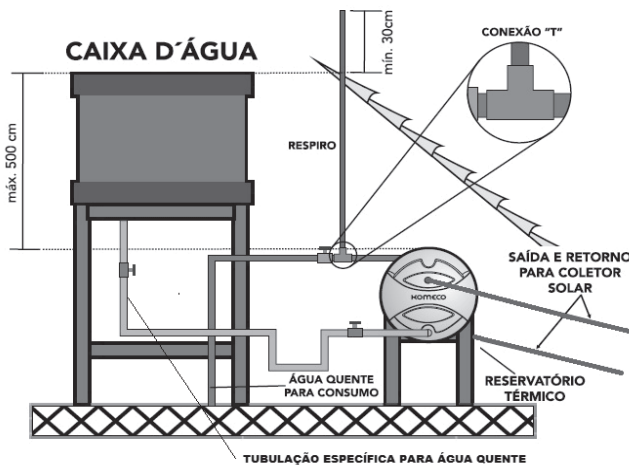 CAIXA D´ÁGUA
mín. 30cm
CONEXÃO "T"
máx. 500 cm
RESPIRO
SAÍDA E RETORNO
PARA COLETOR
SOLAR
KOMECO
RESERVATÓRIO
TÉRMICO
ÁGUA QUENTE
PARA CONSUMO
TUBULAÇÃO ESPECÍFICA PARA ÁGUA QUENTE